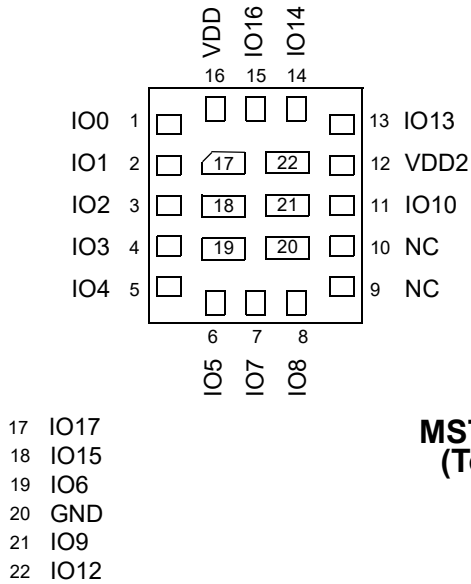 VDD IO16 IO14
16 15 14
IO0 1 13 IO13
IO1 2 17 22 12 VDD2
IO2 3 18 21 11 IO10
IO3 4 19 20 10 NC
IO4 5 9 NC
6 7 8
IO5 IO7 IO8
17 IO17
18 IO15
19 IO6
20 GND
21 IO9
22 IO12